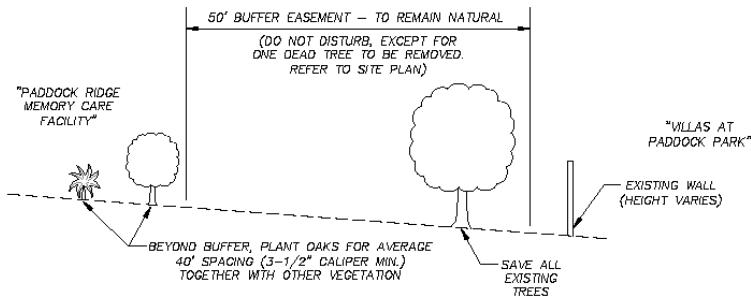 50' BUFFER EASEMENT – TO REMAIN NATURAL
(DO NOT DISTURB, EXCEPT FOR
ONE DEAD TREE TO BE REMOVED.
REFER TO SITE PLAN)
"PADDOCK RIDGE
MEMORY CARE
FACILITY"
"VILLAS AT
PADDOCK PARK"
EXISTING WALL
(HEIGHT VARIES)
BEYOND BUFFER, PLANT OAKS FOR AVERAGE
40' SPACING (3-1/2" CALIPER MIN.)
TOGETHER WITH OTHER VEGETATION
SAVE ALL
EXISTING
TREES